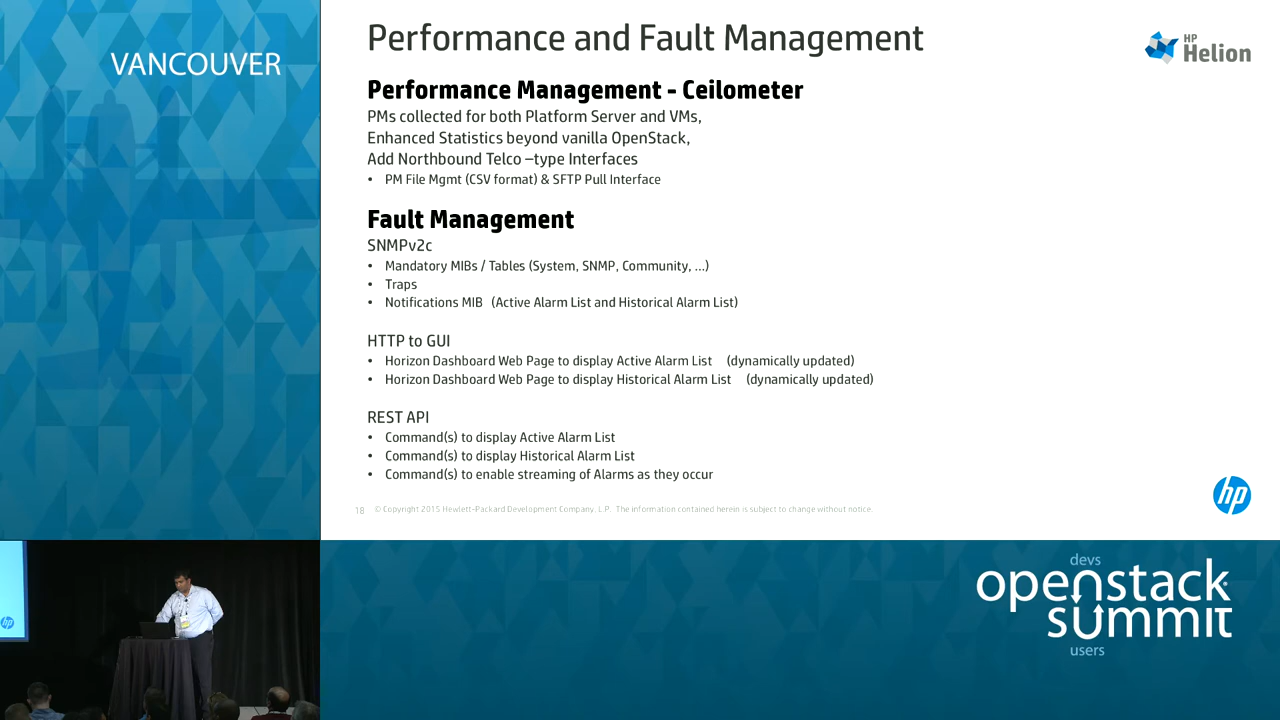 VANCOUVER
Performance and Fault Management
HP
Helion
Performance Management - Ceilometer
PMs collected for both Platform Server and VMs,
Enhanced Statistics beyond vanilla OpenStack,
Add Northbound Telco –type Interfaces
• PM File Mgmt (CSV format) & SFTP Pull Interface
Fault Management
SNMPv2c
• Mandatory MIBs / Tables (System, SNMP, Community, ...)
• Traps
• Notifications MIB (Active Alarm List and Historical Alarm List)
HTTP to GUI
• Horizon Dashboard Web Page to display Active Alarm List (dynamically updated)
• Horizon Dashboard Web Page to display Historical Alarm List (dynamically updated)
REST API
• Command(s) to display Active Alarm List
• Command(s) to display Historical Alarm List
• Command(s) to enable streaming of Alarms as they occur
hp
18 © Copyright 2015 Hewlett-Packard Development Company, L.P. The information contained herein is subject to change without notice.
hp
devs
openstack
summit
users